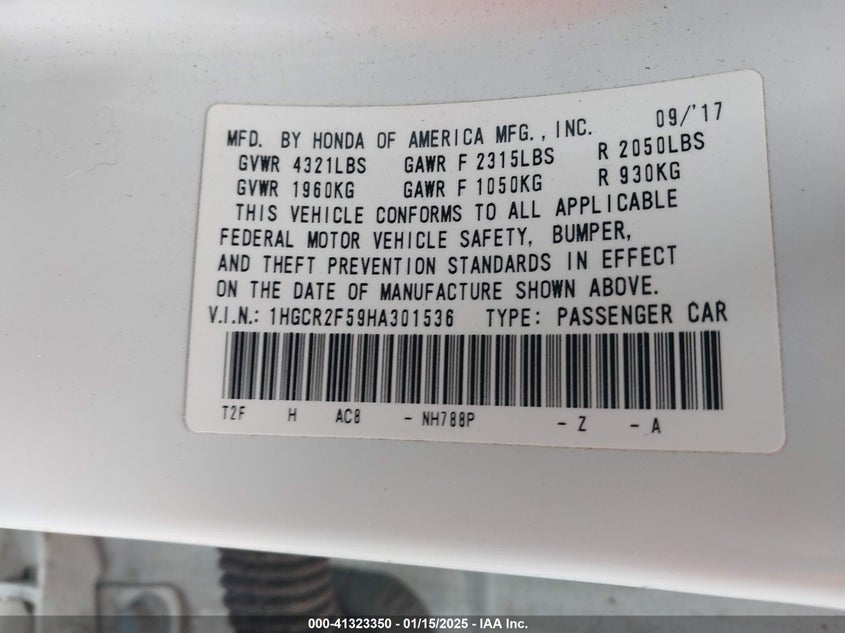 MFD. BY HONDA OF AMERICA MFG., INC. 09/'17
GVWR 4321LBS GAWR F 2315LBS R 2050LBS
GVWR 1960KG GAWR F 1050KG R 930KG
THIS VEHICLE CONFORMS TO ALL APPLICABLE
FEDERAL MOTOR VEHICLE SAFETY, BUMPER,
AND THEFT PREVENTION STANDARDS IN EFFECT
ON THE DATE OF MANUFACTURE SHOWN ABOVE.
V.I.N.: 1HGCR2F59HA301536 TYPE: PASSENGER CAR
T2F H AC8 - NH788P - Z - A
000-41323350 - 01/15/2025 - IAA Inc.